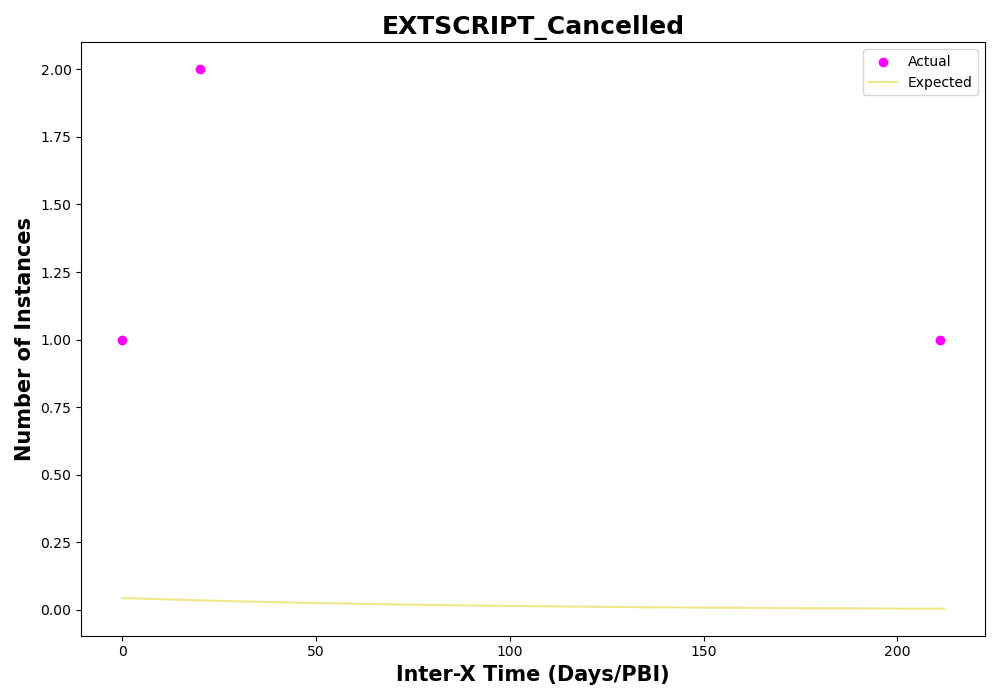 EXTSCRIPT_Cancelled
Actual
Expected
2.00
1.75
1.50
1.25
1.00
0.75
0.50
0.25
0.00
Number of Instances
0 50 100 150 200
Inter-X Time (Days/PBI)